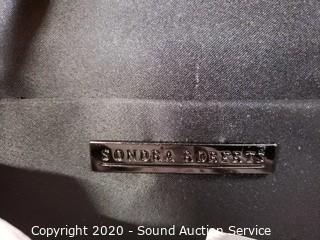 SONDRA ROBERTS
Copyright 2020 - Sound Auction Service